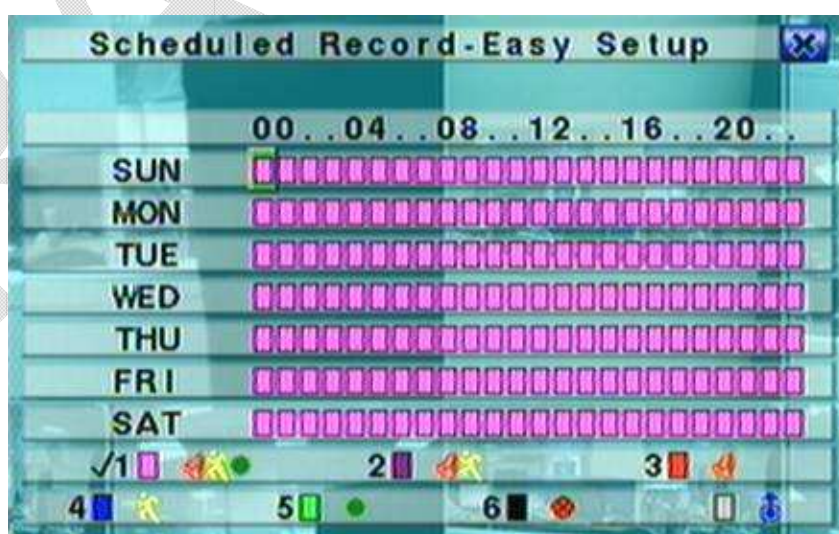 Scheduled Record-Easy Setup
00..04..08..12..16..20..
SUN
MON
TUE
WED
THU
FRI
SAT
1 2 3
4 5 6